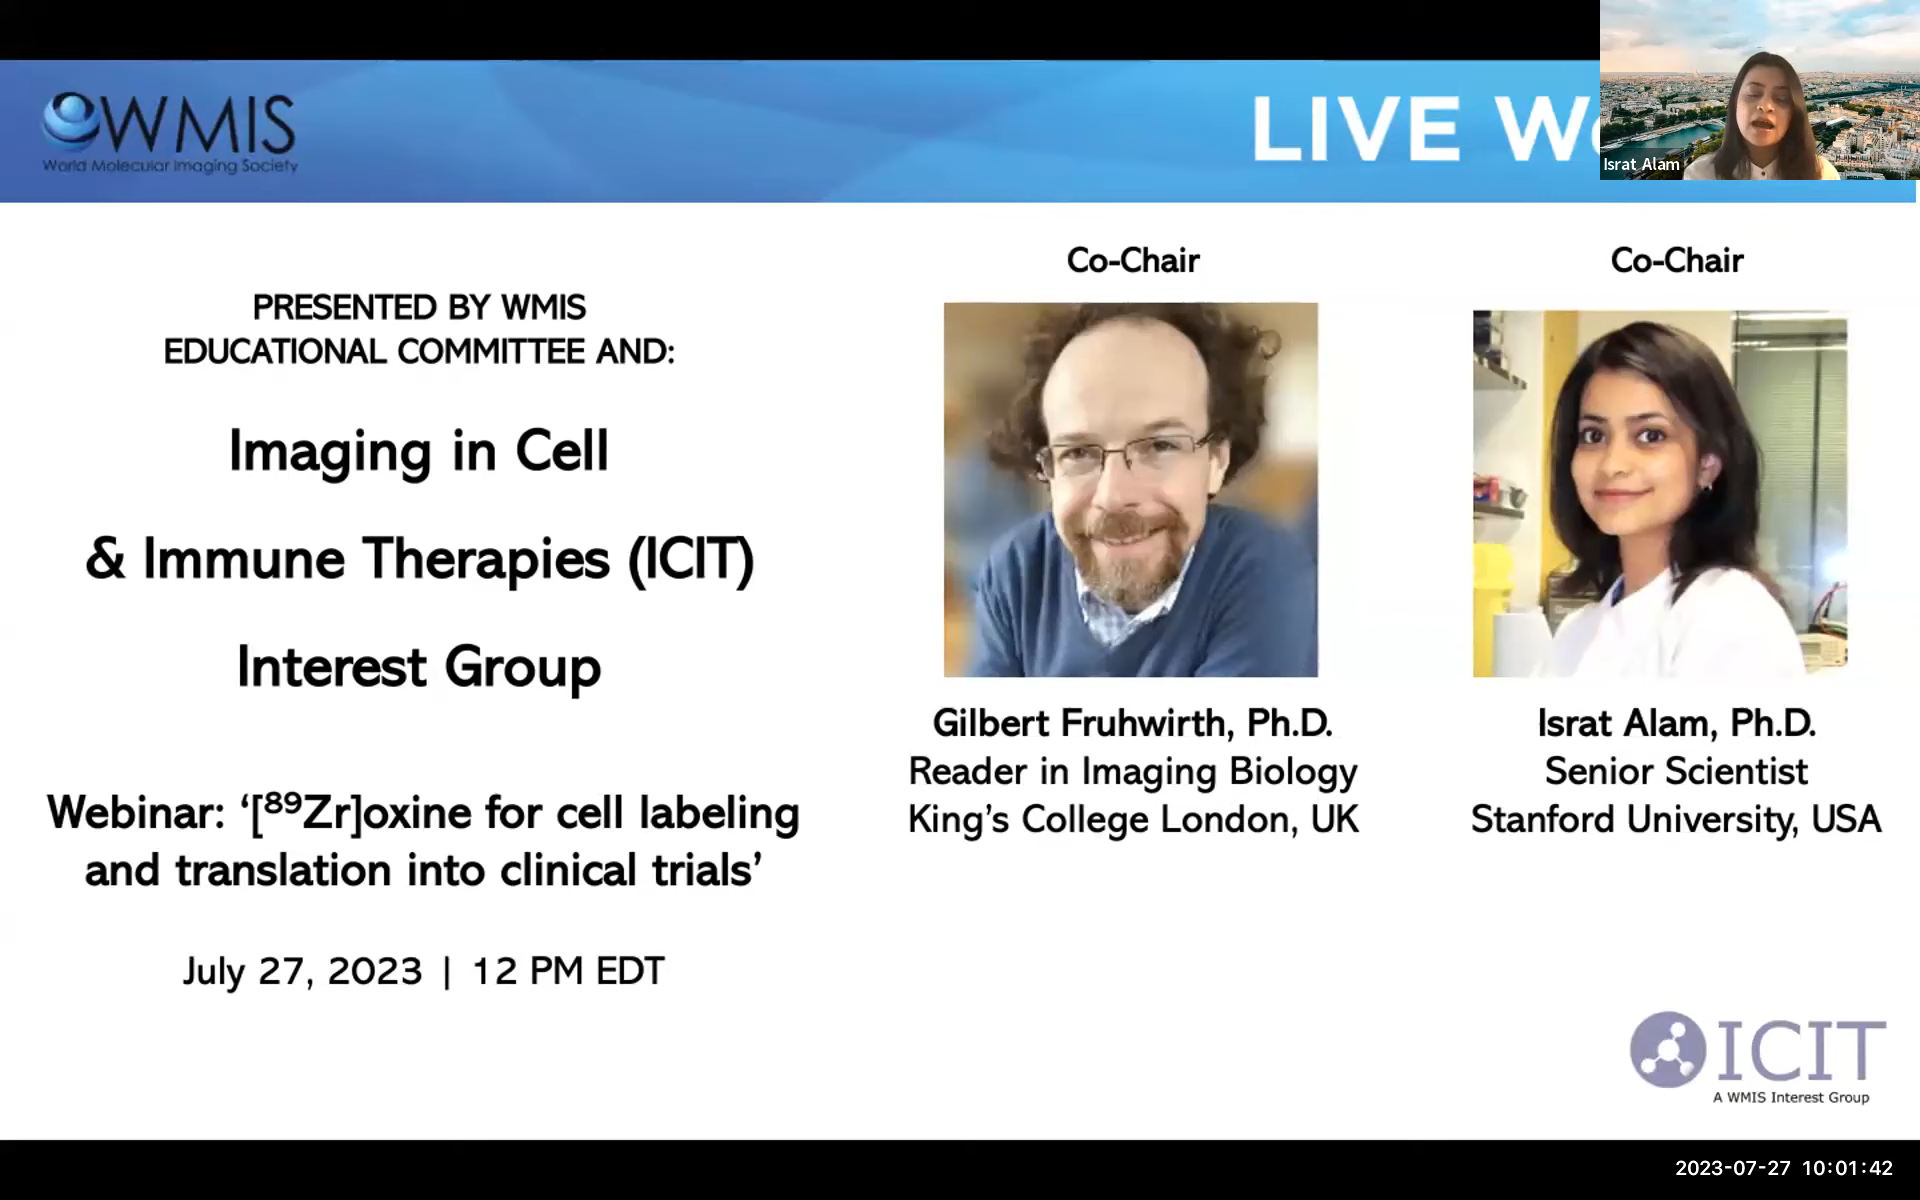 WMIS
World Molecular Imaging Society
LIVE
Israt Alam
PRESENTED BY WMIS
EDUCATIONAL COMMITTEE AND:
Imaging in Cell
& Immune Therapies (ICIT)
Interest Group
Webinar: ‘[⁸⁹Zr]oxine for cell labeling
and translation into clinical trials’
July 27, 2023 | 12 PM EDT
Co-Chair
Gilbert Fruhwirth, Ph.D.
Reader in Imaging Biology
King’s College London, UK
Co-Chair
Israt Alam, Ph.D.
Senior Scientist
Stanford University, USA
ICIT
A WMIS Interest Group
2023-07-27 10:01:42